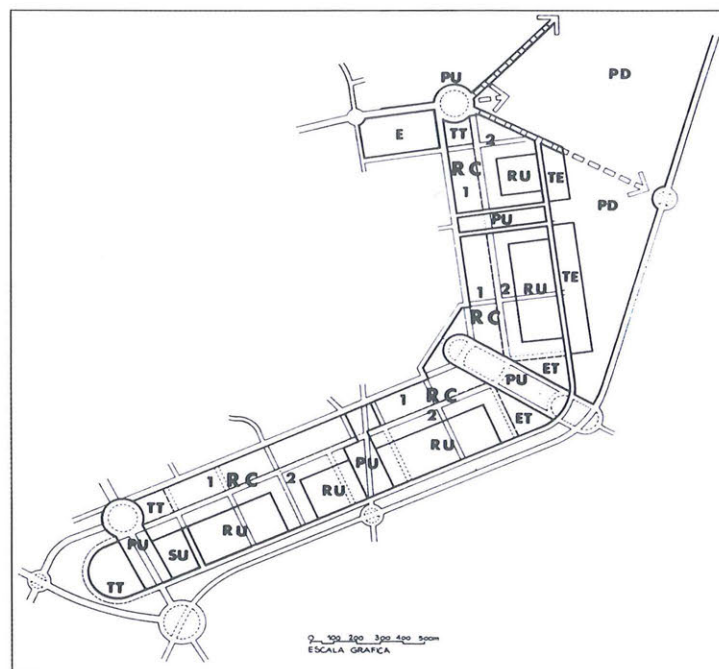 PU
PD
E
TT
2
RC
RU
TE
1
PD
PU
1
2
RU
TE
RC
ET
PU
1
RC
2
ET
RU
PU
1
RC
2
RU
TT
RU
PU
SU
TT
0 100 200 300 400 500m
ESCALA GRAFICA